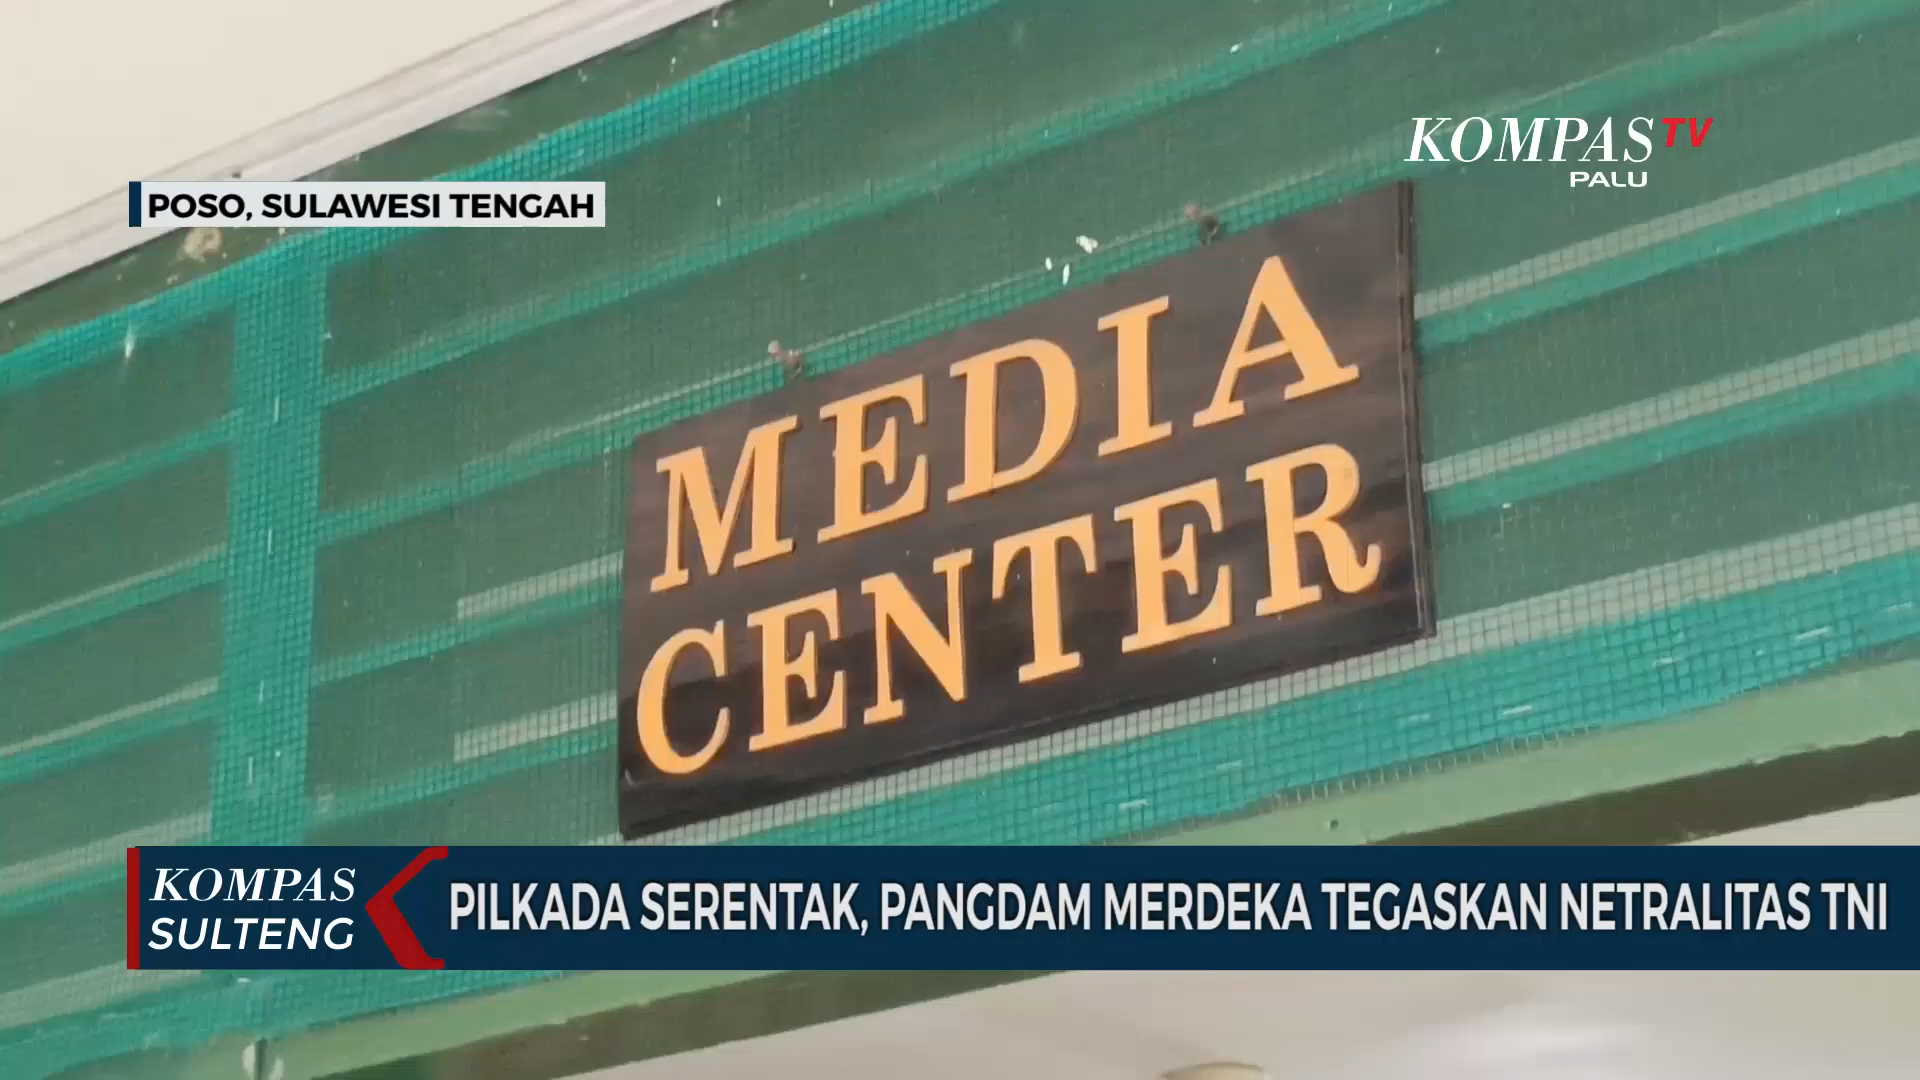 KOMPAS TV
PALU
POSO, SULAWESI TENGAH
MEDIA
CENTER
KOMPAS
SULTENG
PILKADA SERENTAK, PANGDAM MERDEKA TEGASKAN NETRALITAS TNI